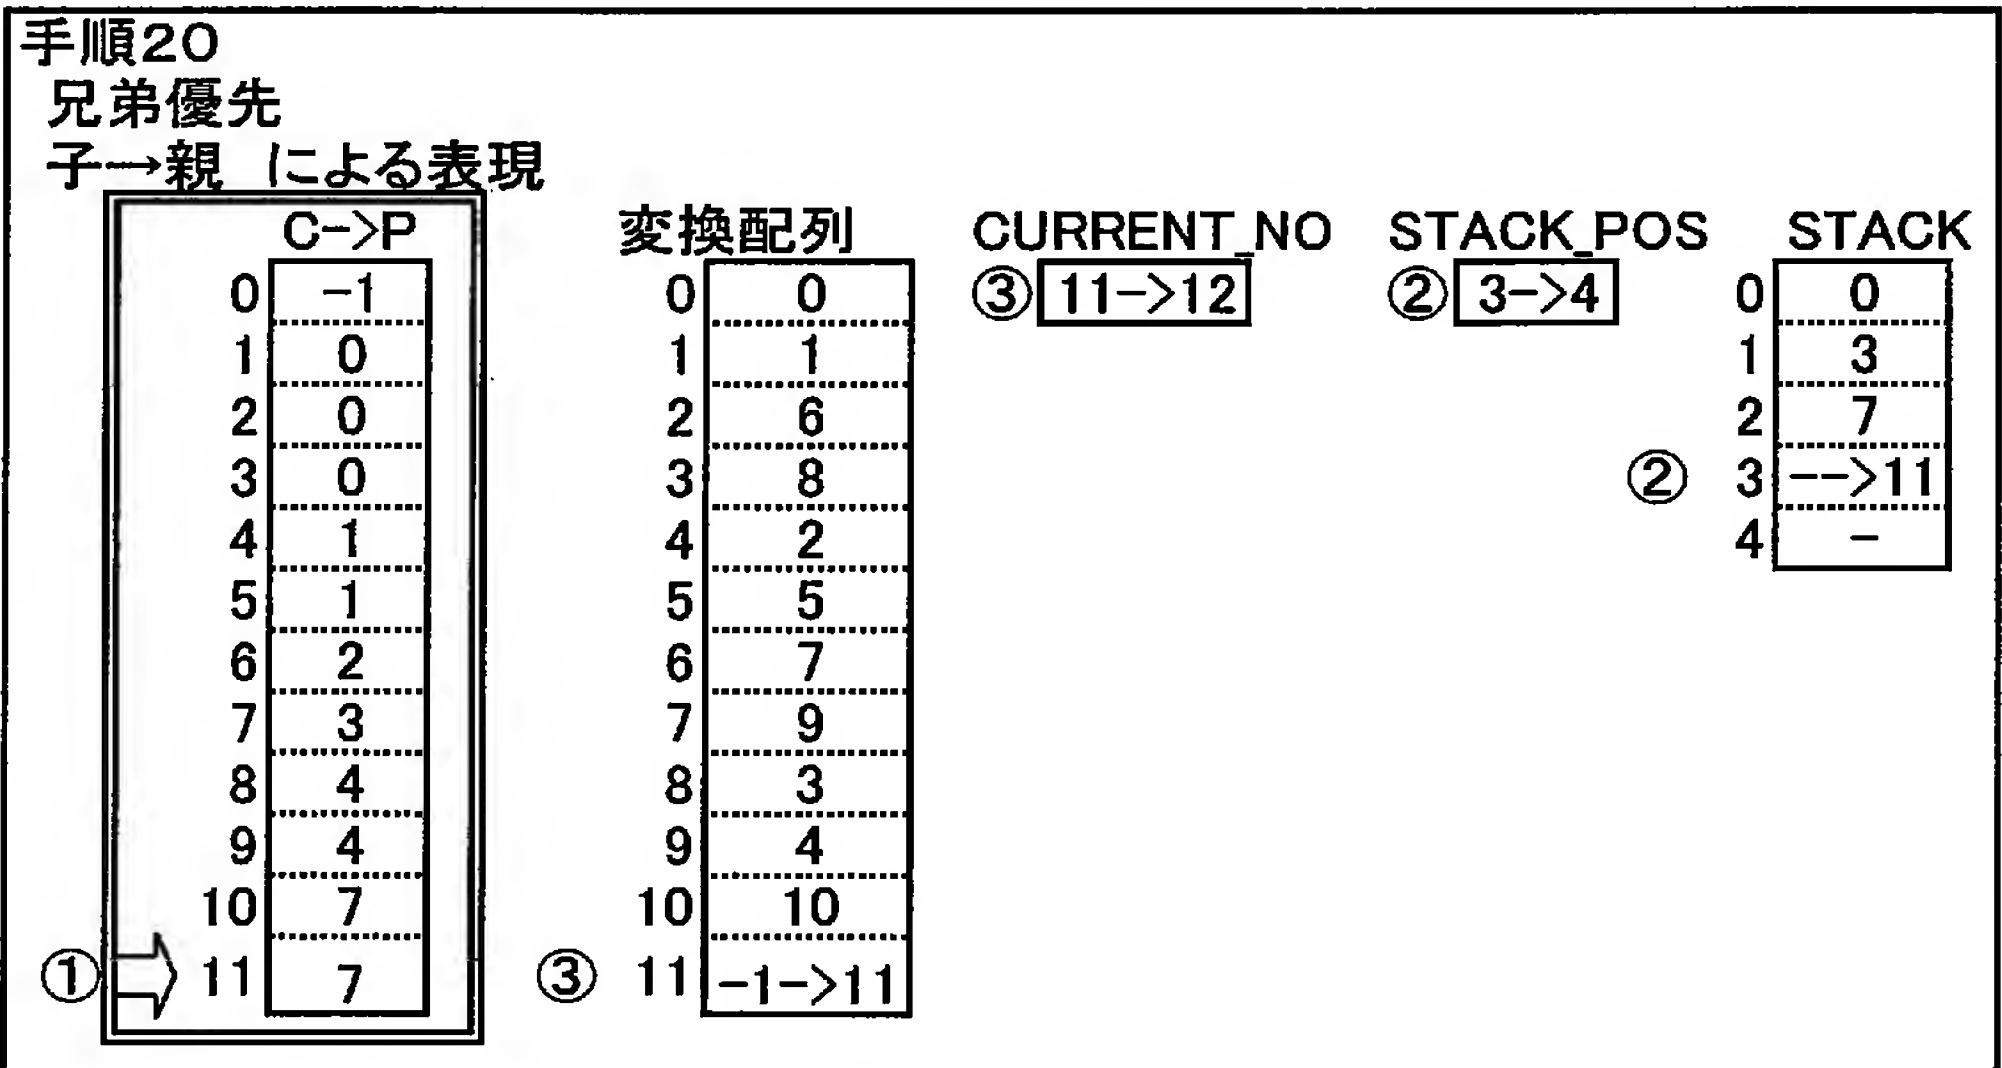 手順20
兄弟優先
子→親 による表現
C->P 変換配列 CURRENT_NO STACK_POS STACK
0 -1 0 0 ③ 11->12 ② 3->4 0 0
1 0 1 1 1 3
2 0 2 6 2 7
3 0 3 8 ② 3 -->11
4 1 4 2 4 -
5 1 5 5
6 2 6 7
7 3 7 9
8 4 8 3
9 4 9 4
10 7 10 10
① 11 7 ③ 11 -1->11